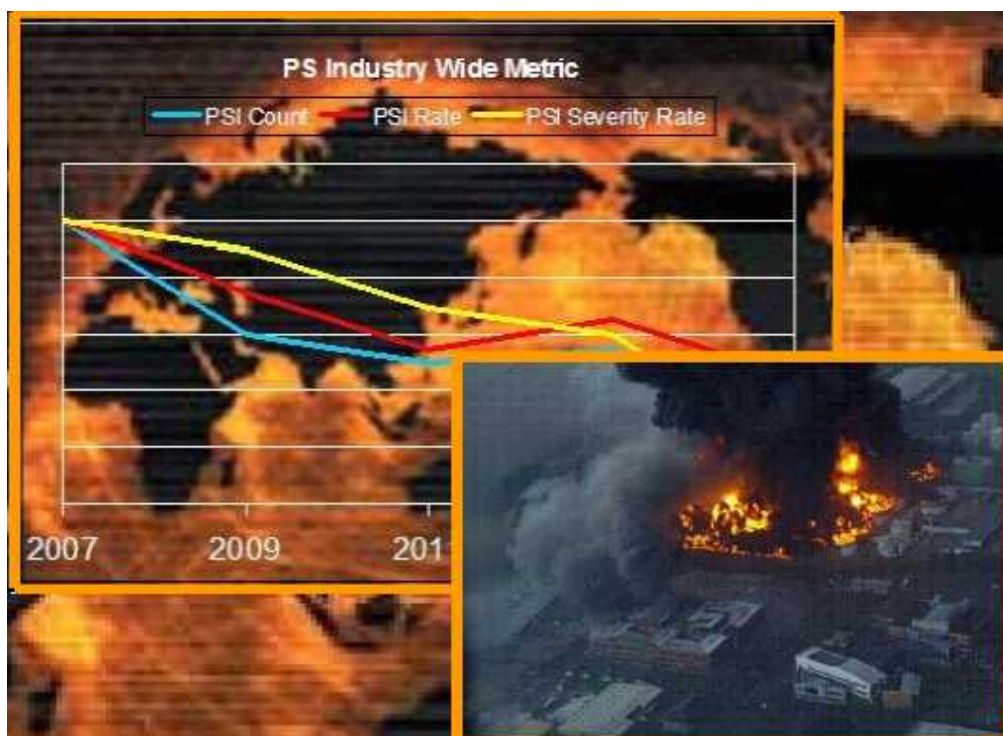 PS Industry Wide Metric
PSI Count PSI Rate PSI Severity Rate
2007 2009